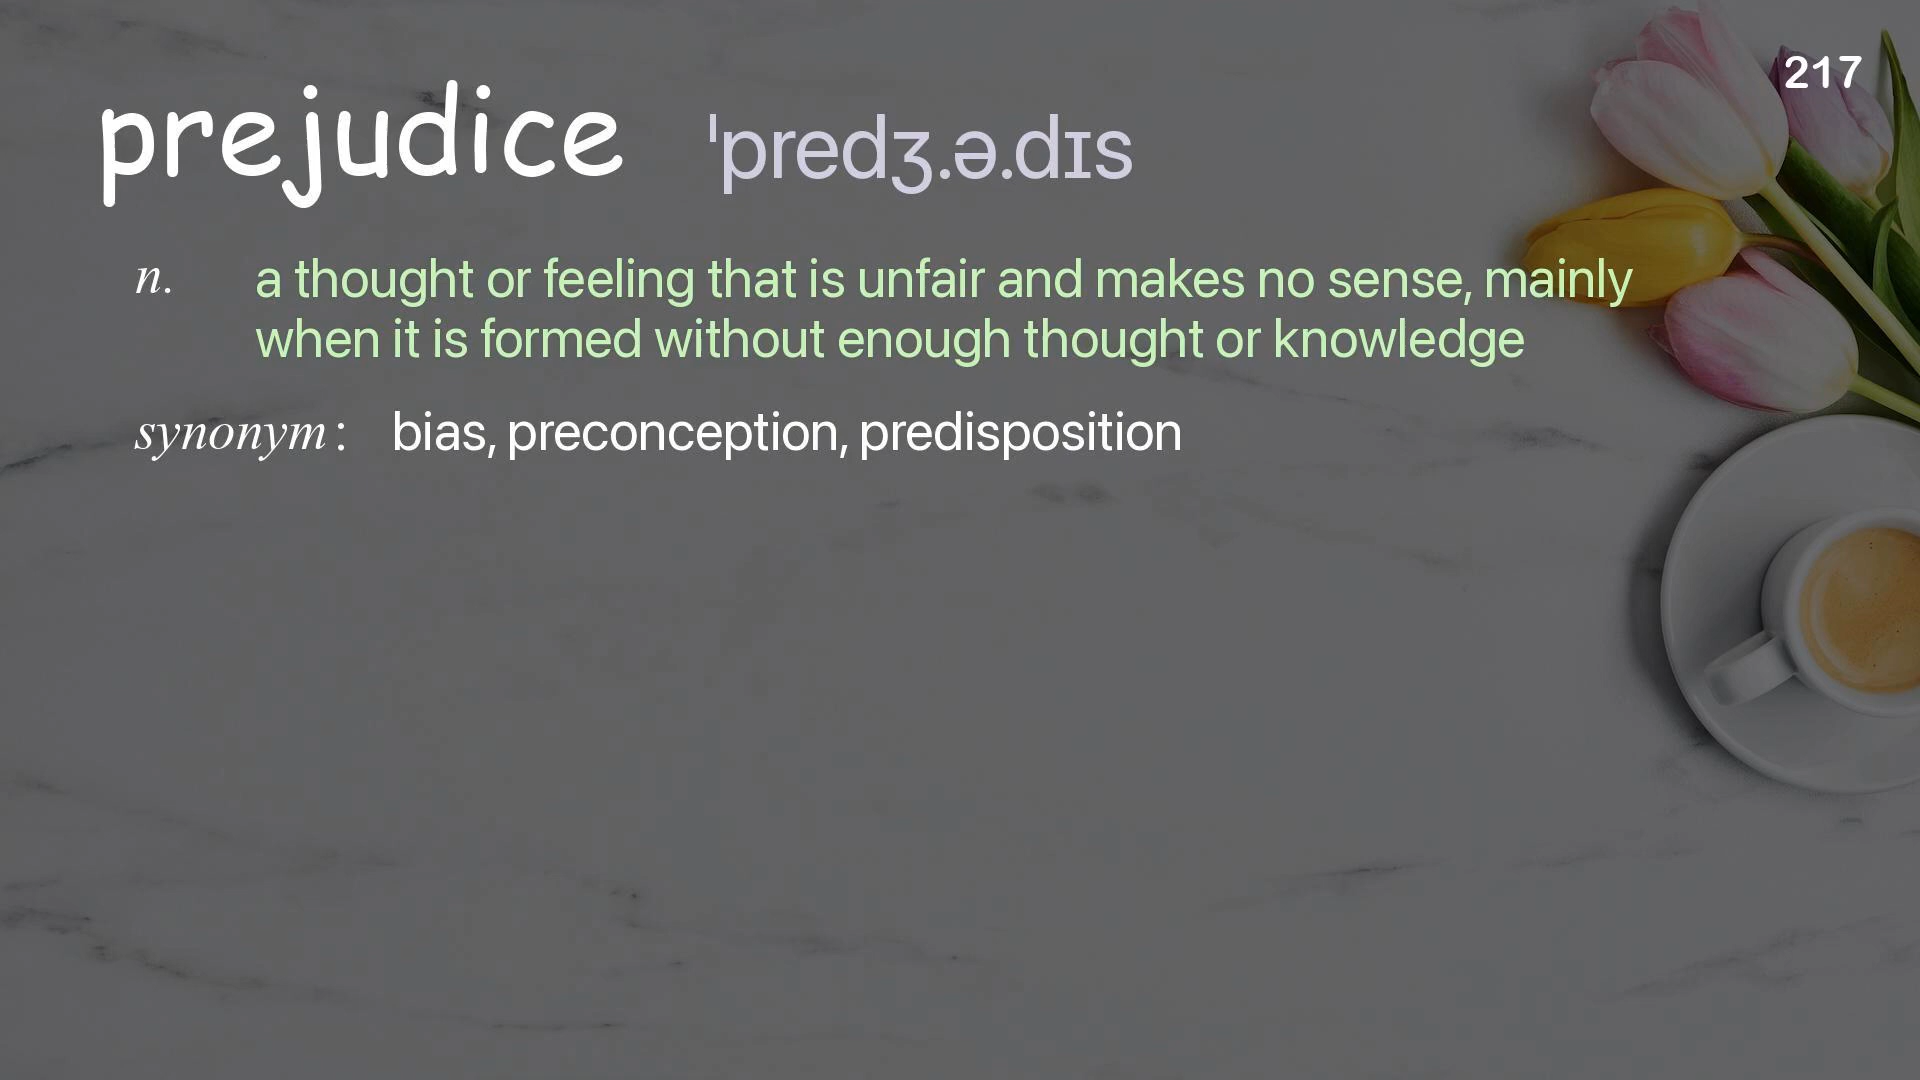 217
prejudice ˈpredʒ.ə.dɪs
n. a thought or feeling that is unfair and makes no sense, mainly
when it is formed without enough thought or knowledge
synonym: bias, preconception, predisposition